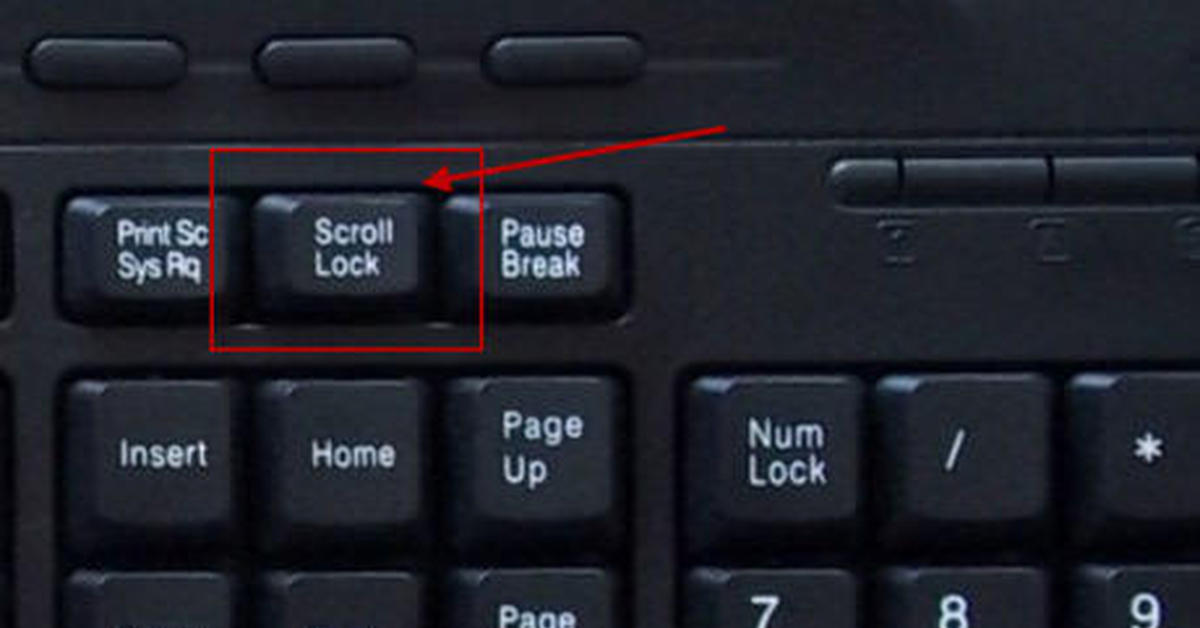 Print Sc
Sys Rq
Scroll
Lock
Pause
Break
Insert
Home
Page
Up
Num
Lock
/
*
Page
7
8
9